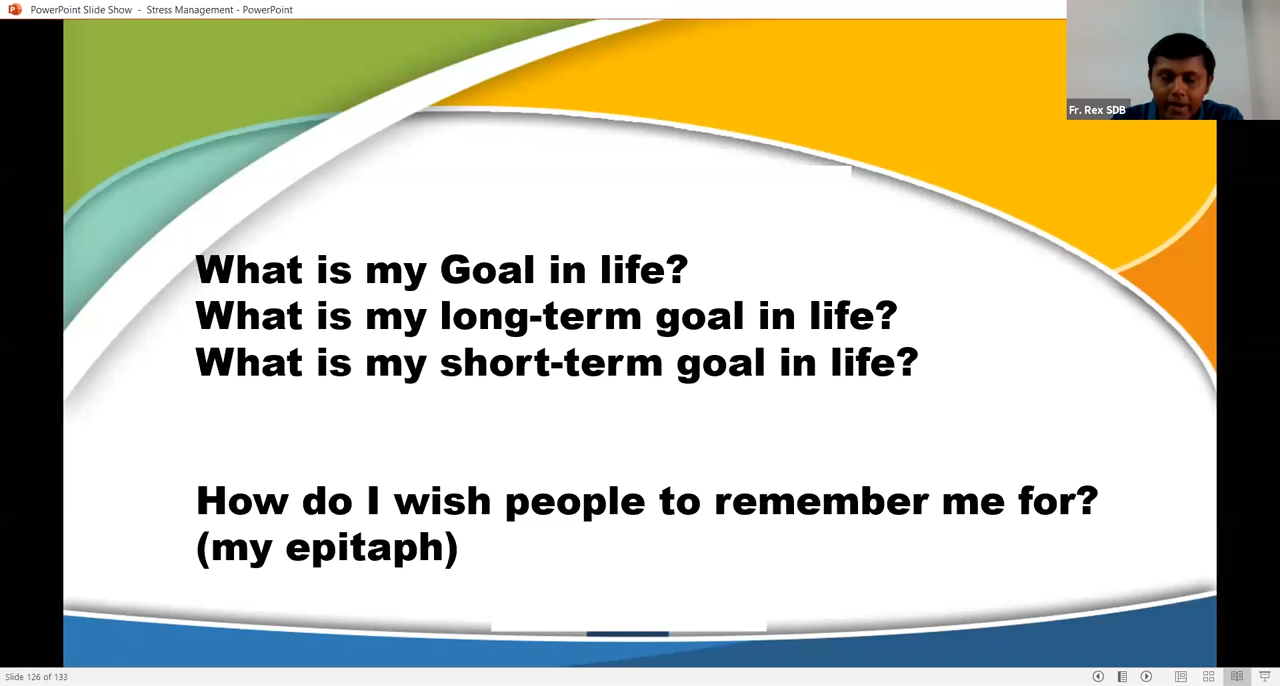 PowerPoint Slide Show - Stress Management - PowerPoint
Fr. Rex SDB
What is my Goal in life?
What is my long-term goal in life?
What is my short-term goal in life?
How do I wish people to remember me for?
(my epitaph)
Slide 126 of 133